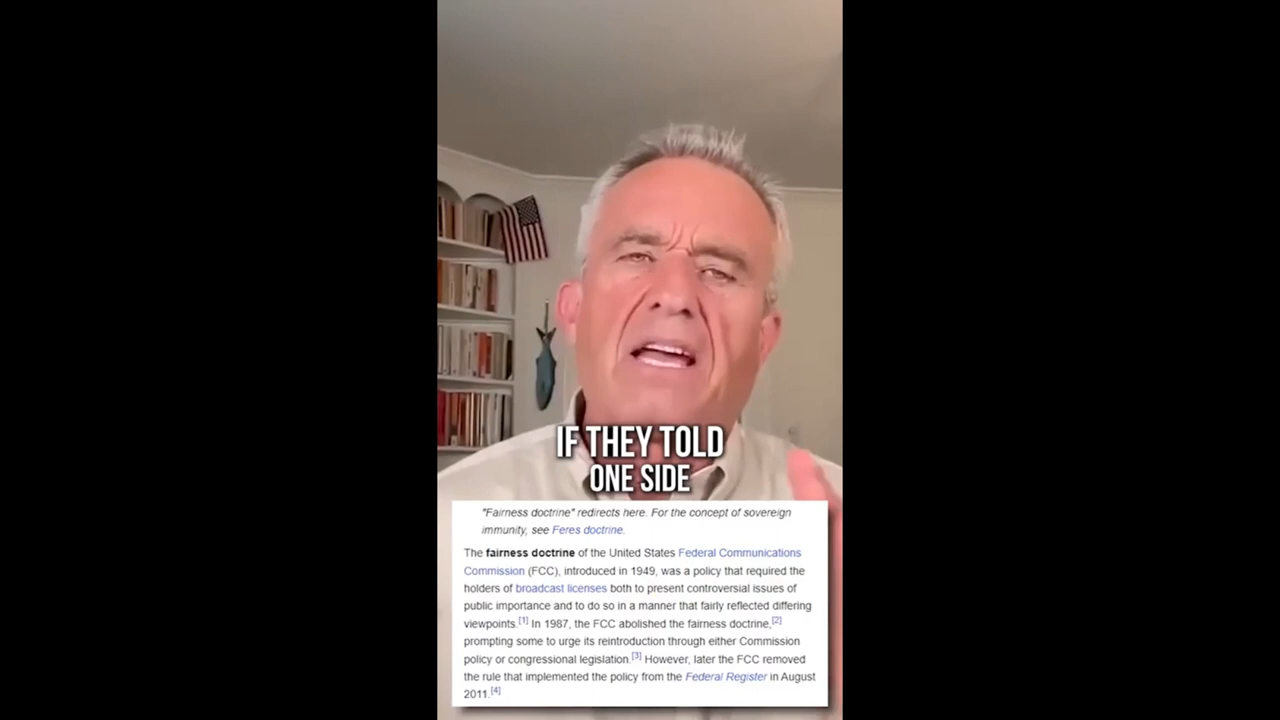 IF THEY TOLD
ONE SIDE
"Fairness doctrine" redirects here. For the concept of sovereign
immunity, see Feres doctrine.
The fairness doctrine of the United States Federal Communications
Commission (FCC), introduced in 1949, was a policy that required the
holders of broadcast licenses both to present controversial issues of
public importance and to do so in a manner that fairly reflected differing
viewpoints.[1] In 1987, the FCC abolished the fairness doctrine,[2]
prompting some to urge its reintroduction through either Commission
policy or congressional legislation.[3] However, later the FCC removed
the rule that implemented the policy from the Federal Register in August
2011.[4]